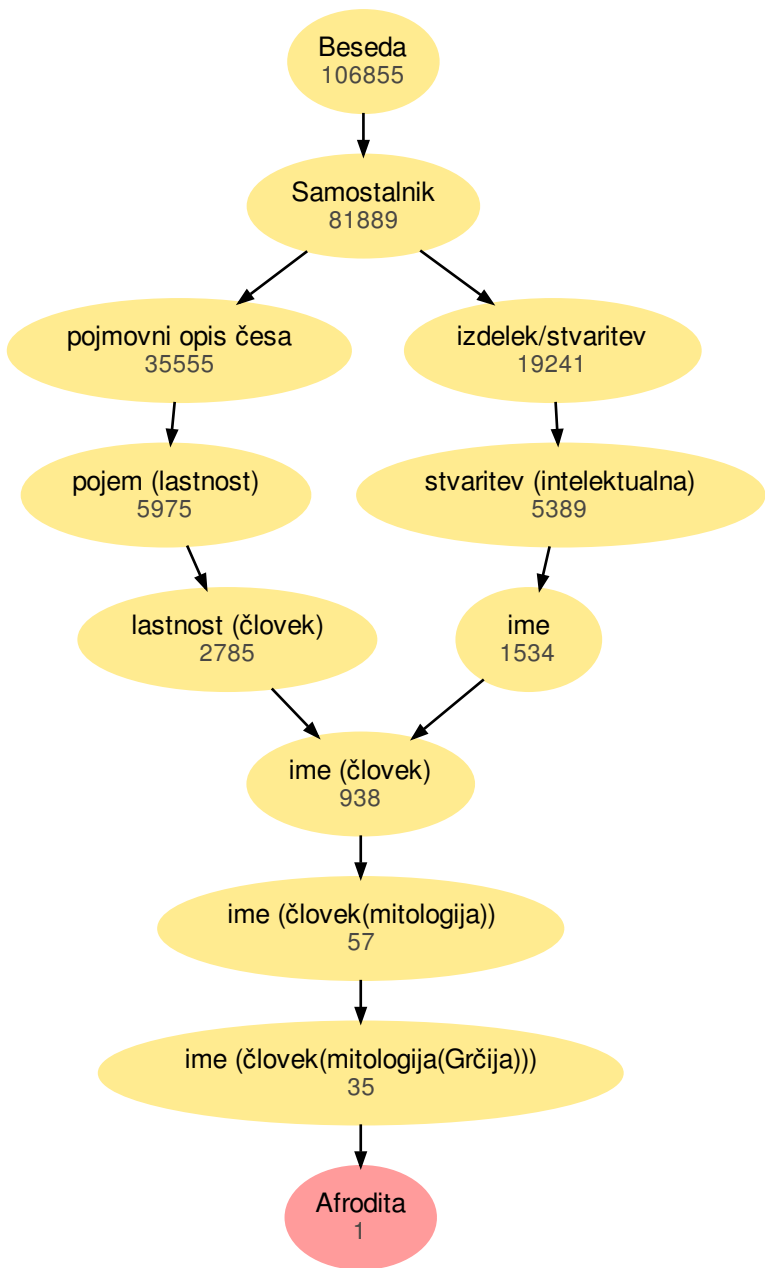 Beseda
106855
Samostalnik
81889
pojmovni opis česa
35555
izdelek/stvaritev
19241
pojem (lastnost)
5975
stvaritev (intelektualna)
5389
lastnost (človek)
2785
ime
1534
ime (človek)
938
ime (človek(mitologija))
57
ime (človek(mitologija(Grčija)))
35
Afrodita
1